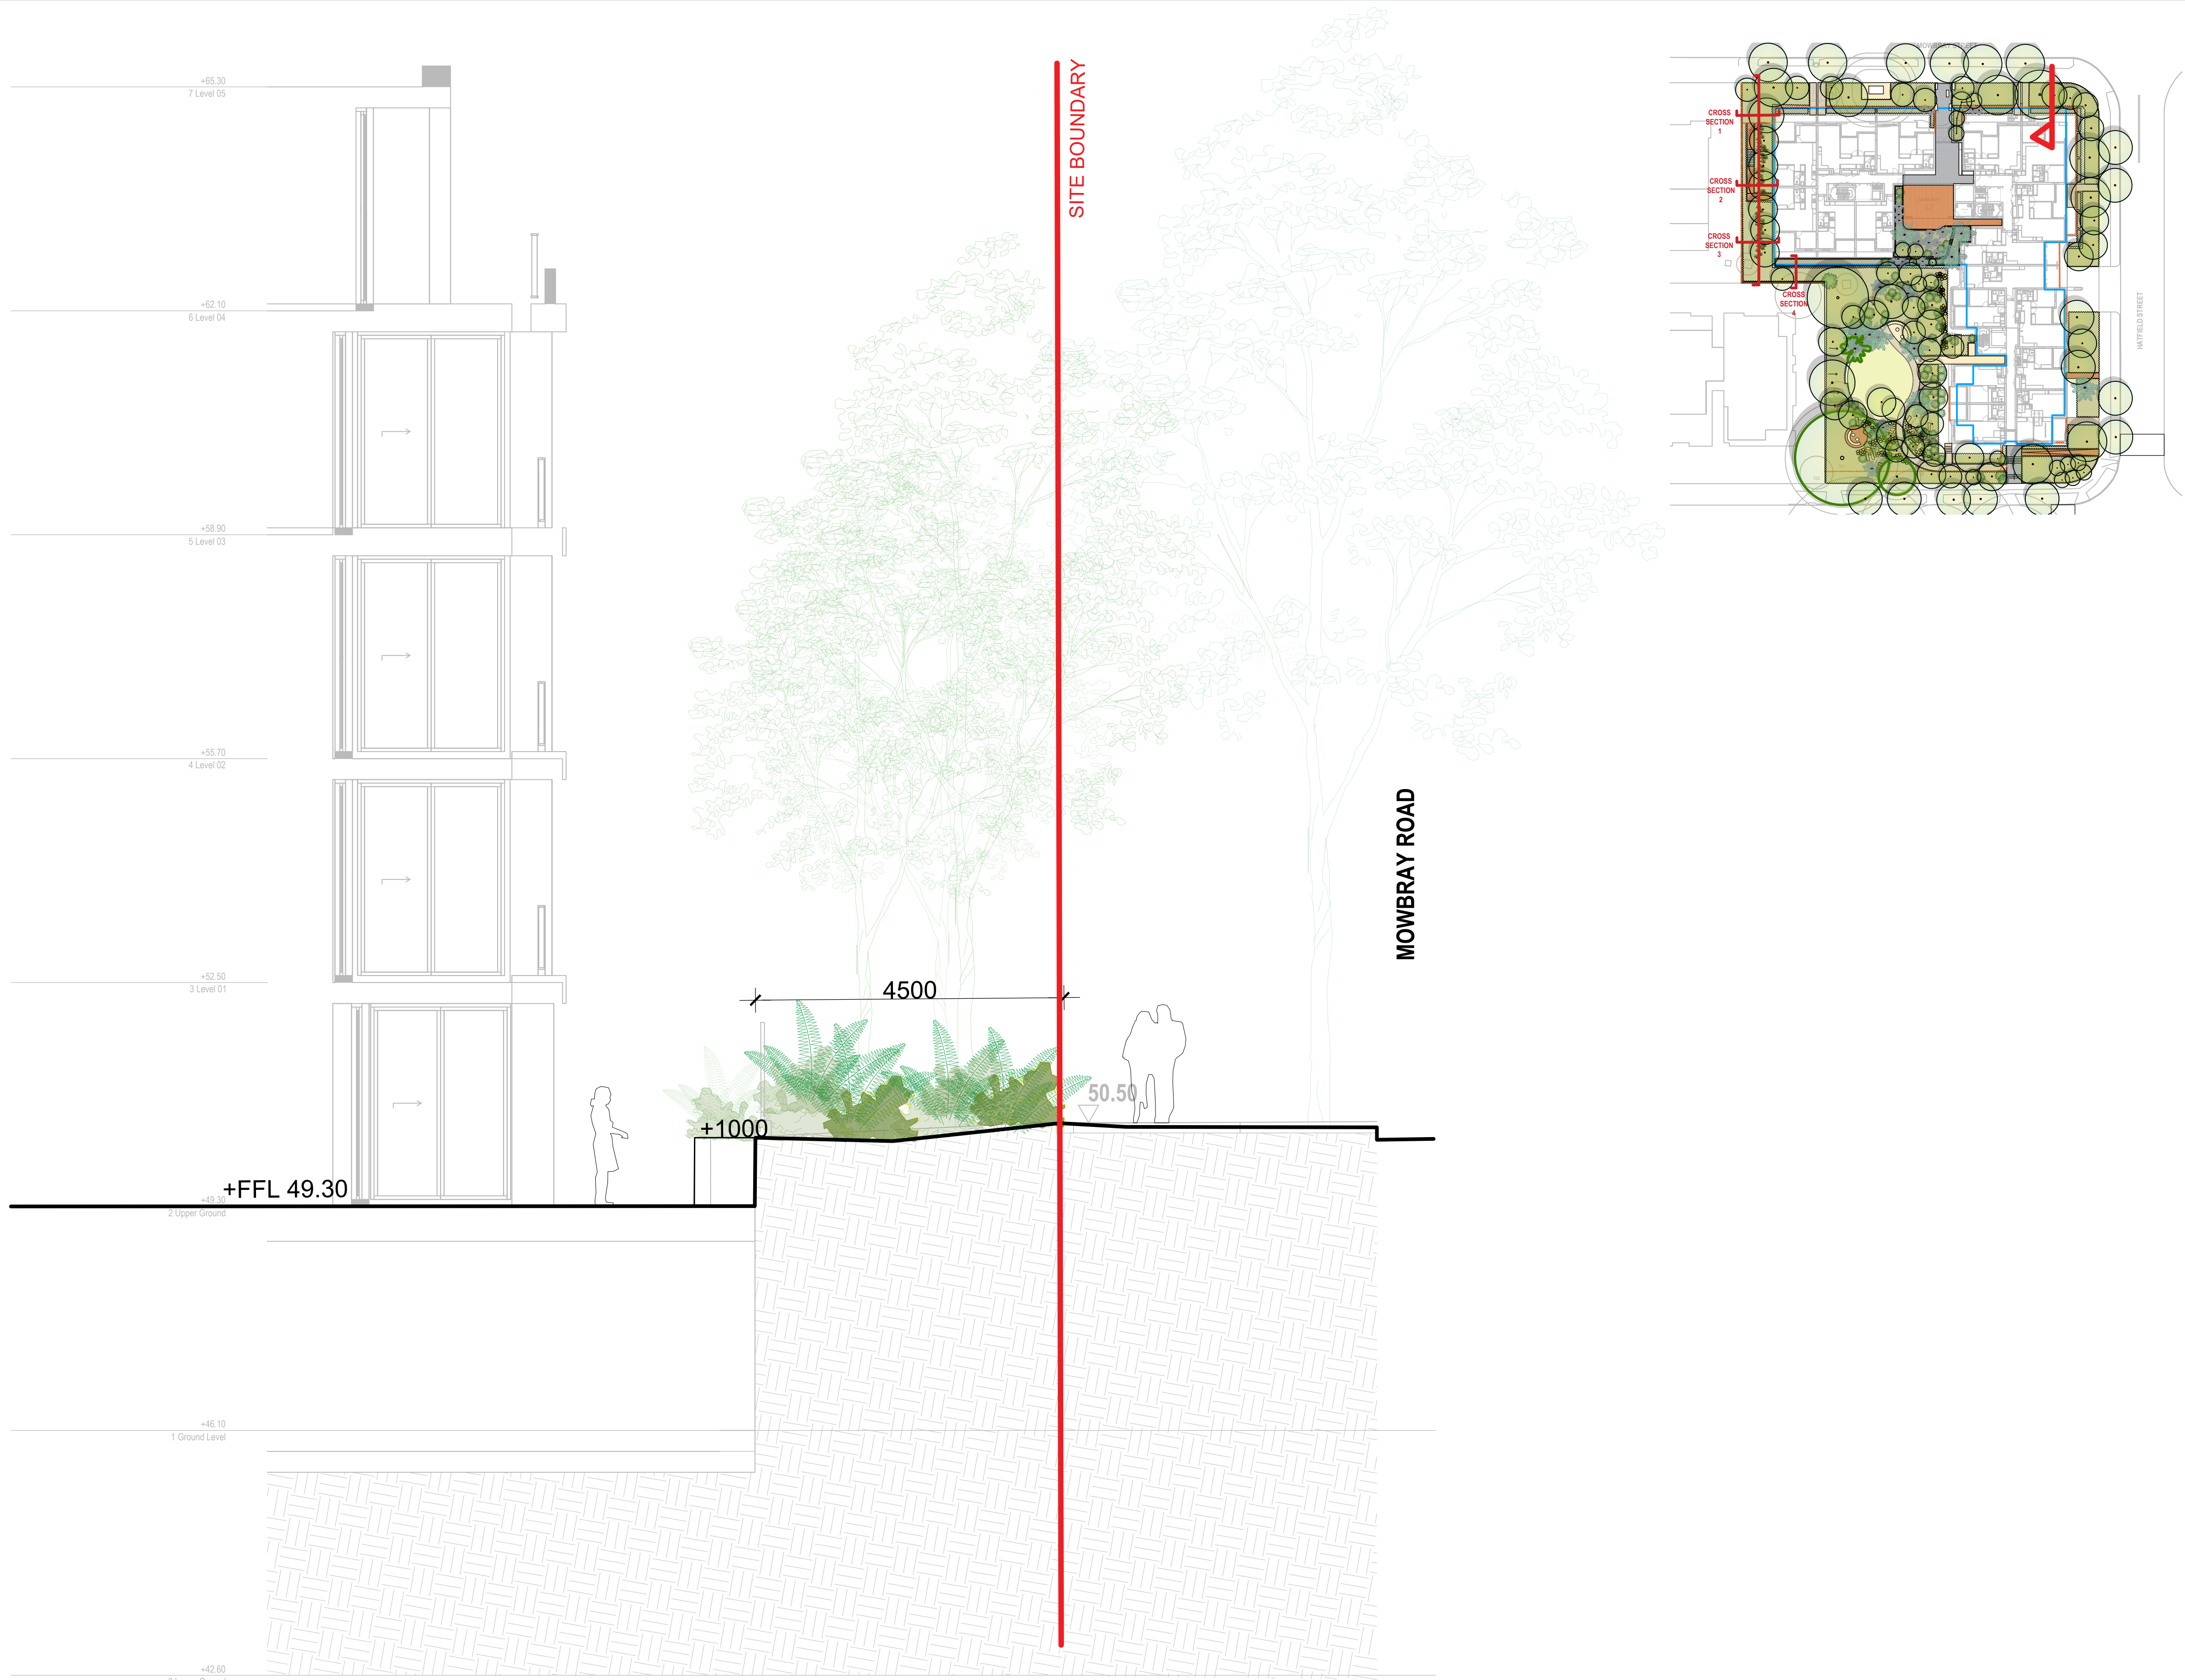 +65.30
7 Level 05
+62.10
6 Level 04
+58.90
5 Level 03
+55.70
4 Level 02
+52.50
3 Level 01
+FFL 49.30
+49.30
2 Upper Ground
+46.10
1 Ground Level
+42.60
SITE BOUNDARY
MOWBRAY ROAD
4500
50.50
+1000
MOWBRAY STREET
CROSS
SECTION
1
CROSS
SECTION
2
CROSS
SECTION
3
CROSS
SECTION
4
HATFIELD STREET